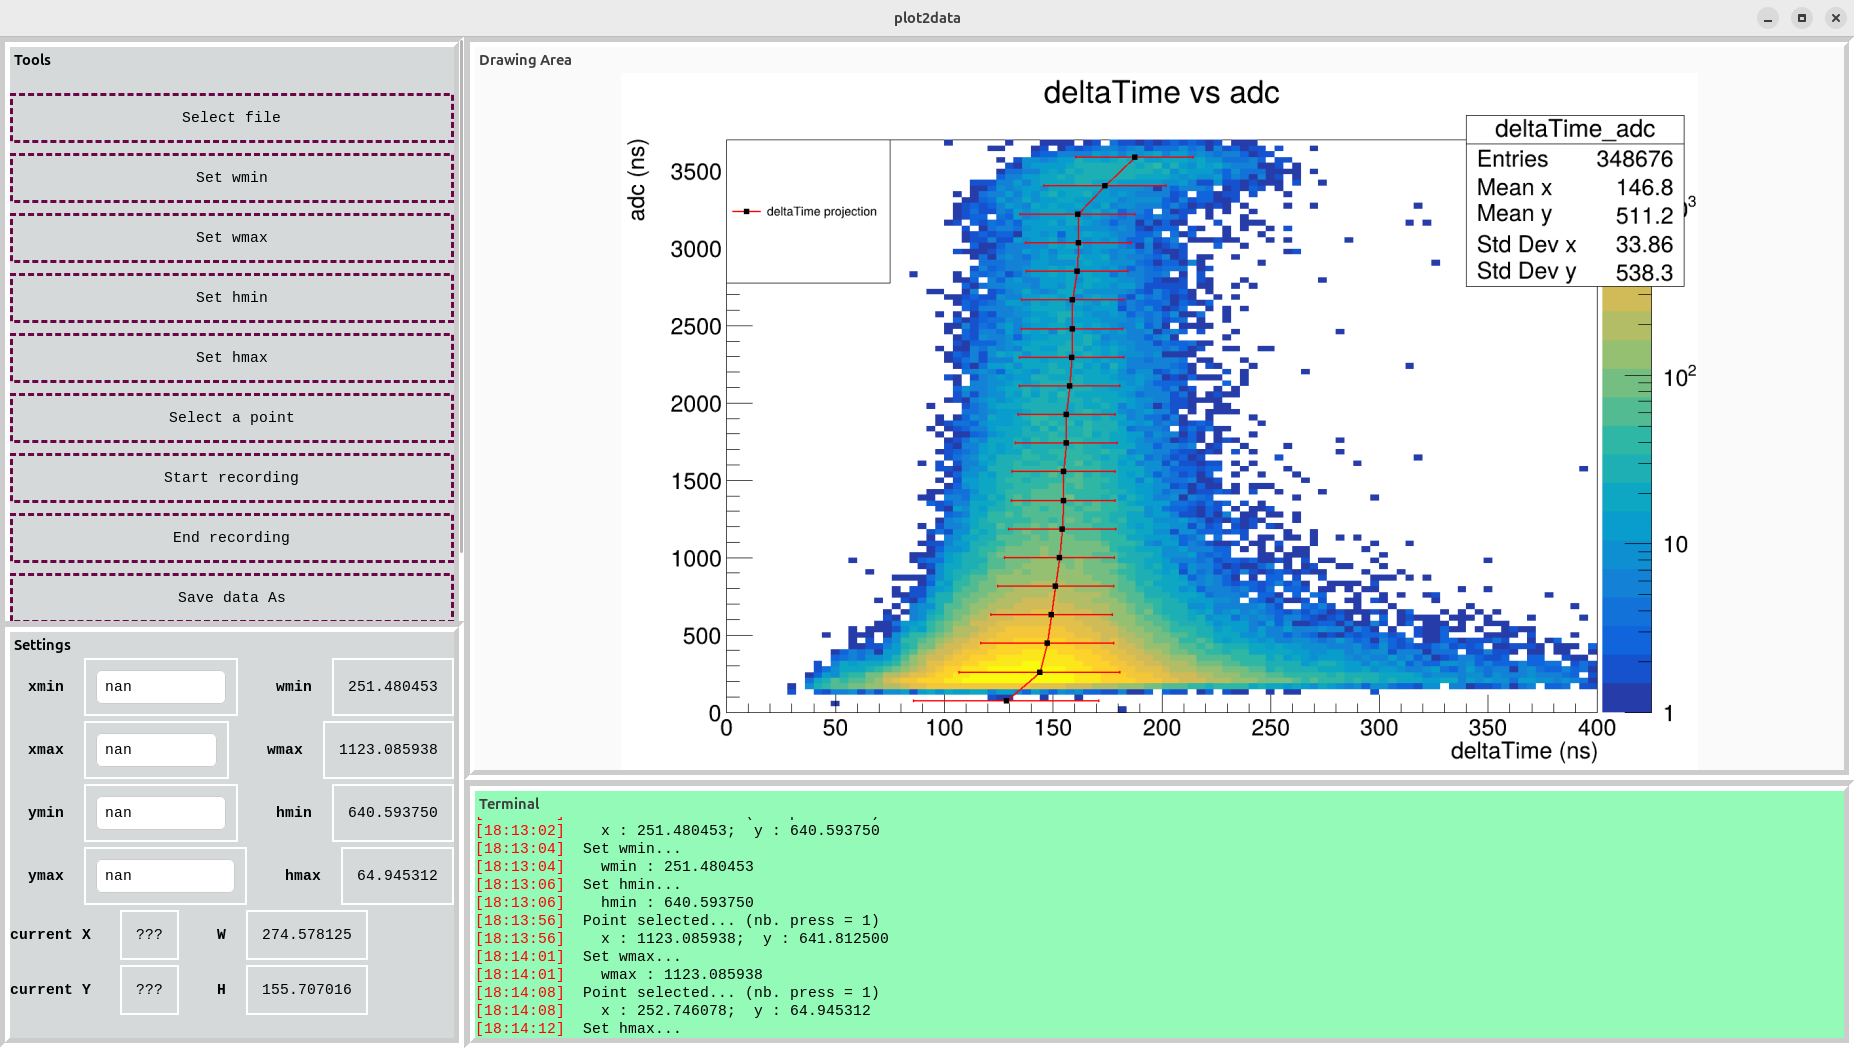 plot2data
Tools
Select file
Set wmin
Set wmax
Set hmin
Set hmax
Select a point
Start recording
End recording
Save data As
Settings
xmin nan wmin 251.480453
xmax nan wmax 1123.085938
ymin nan hmin 640.593750
ymax nan hmax 64.945312
current X ??? W 274.578125
current Y ??? H 155.707016
Drawing Area
deltaTime vs adc
adc (ns)
3500
3000
2500
2000
1500
1000
500
0
deltaTime projection
deltaTime_adc
Entries 348676
Mean x 146.8
Mean y 511.2
Std Dev x 33.86
Std Dev y 538.3
10²
10
1
0 50 100 150 200 250 300 350 400
deltaTime (ns)
Terminal
[18:13:02] x : 251.480453; y : 640.593750
[18:13:04] Set wmin...
[18:13:04] wmin : 251.480453
[18:13:06] Set hmin...
[18:13:06] hmin : 640.593750
[18:13:56] Point selected... (nb. press = 1)
[18:13:56] x : 1123.085938; y : 641.812500
[18:14:01] Set wmax...
[18:14:01] wmax : 1123.085938
[18:14:08] Point selected... (nb. press = 1)
[18:14:08] x : 252.746078; y : 64.945312
[18:14:12] Set hmax...